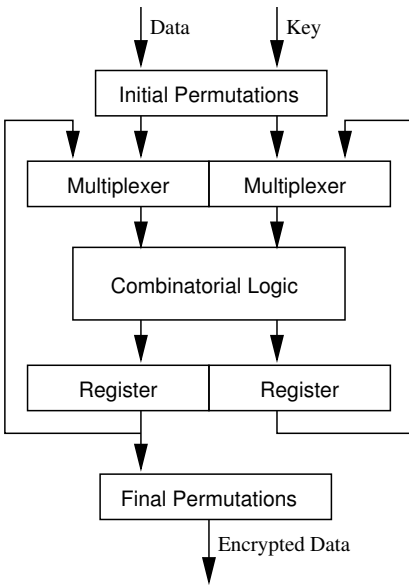 Data Key
Initial Permutations
Multiplexer Multiplexer
Combinatorial Logic
Register Register
Final Permutations
Encrypted Data